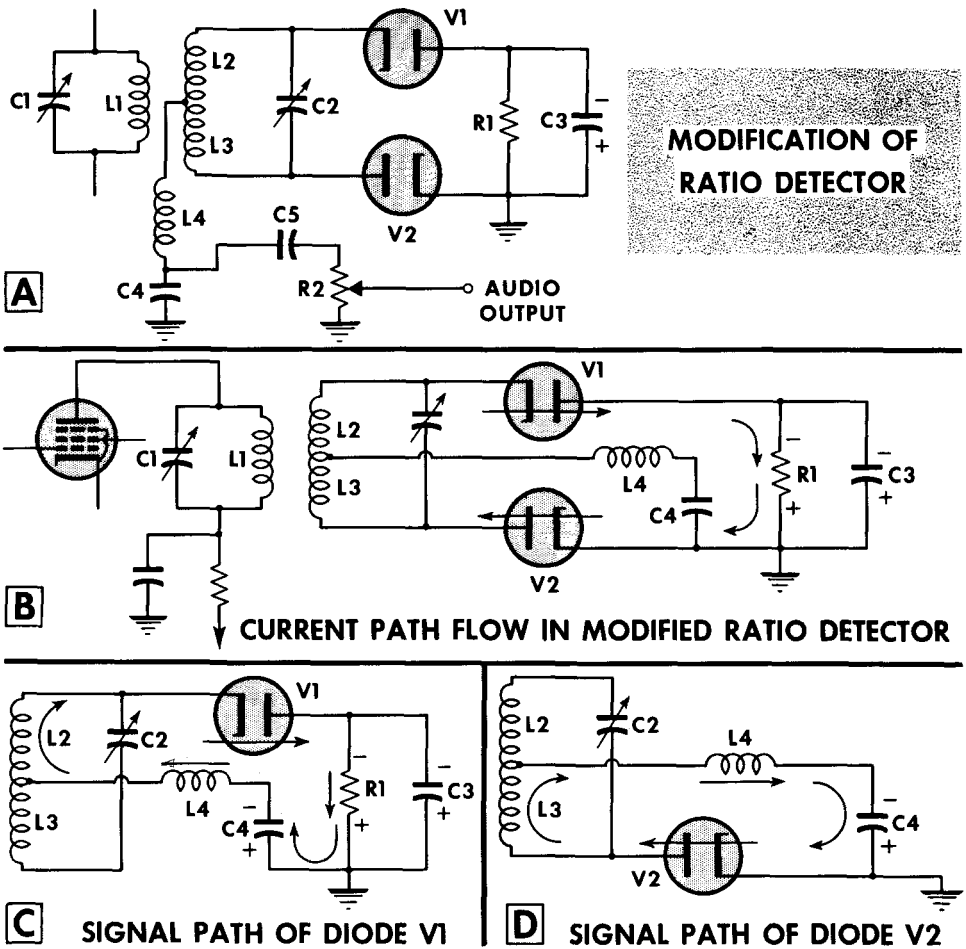 V1
L2
C1
L1
C2
R1
C3
−
+
L3
L4
C5
V2
C4
R2
AUDIO
OUTPUT
A
MODIFICATION OF
RATIO DETECTOR
V1
L2
C1
L1
L3
L4
C4
−
R1
+
−
C3
+
V2
B
CURRENT PATH FLOW IN MODIFIED RATIO DETECTOR
V1
L2
C2
L4
−
R1
+
−
C3
+
L3
−
C4
+
C
SIGNAL PATH OF DIODE V1
L2
C2
L4
L3
−
C4
+
V2
D
SIGNAL PATH OF DIODE V2